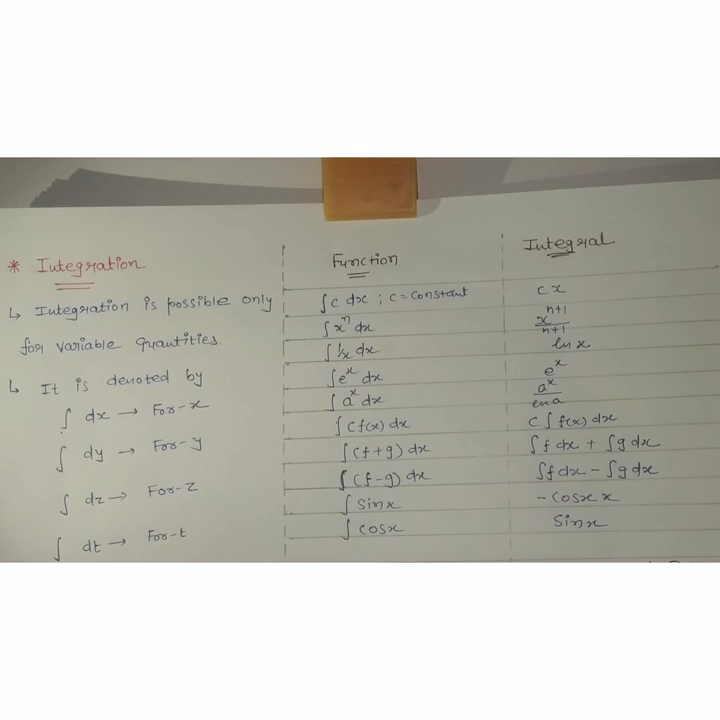 * Integration
↳ Integration is possible only
for variable quantities.
↳ It is denoted by
∫ dx → For-x
∫ dy → For-y
∫ dz → For-z
∫ dt → For-t
Function
∫c dx ; c = constant
∫xⁿ dx
∫1/x dx
∫eˣ dx
∫aˣ dx
∫cf(x) dx
∫(f+g) dx
∫(f-g) dx
∫sinx
∫cosx
Integral
cx
xⁿ⁺¹/n+1
lnx
eˣ
aˣ/lna
c∫f(x) dx
∫f dx + ∫g dx
∫f dx - ∫g dx
-cosx x
sinx